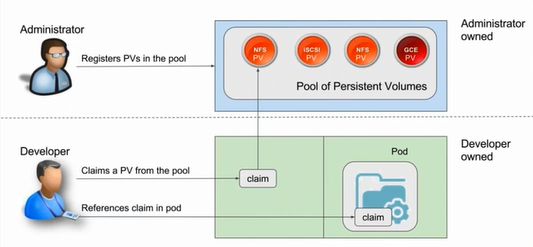 Administrator
Registers PVs in the pool
NFS
PV
iSCSI
PV
NFS
PV
GCE
PV
Pool of Persistent Volumes
Administrator
owned
Developer
Claims a PV from the pool
claim
References claim in pod
Pod
claim
Developer
owned